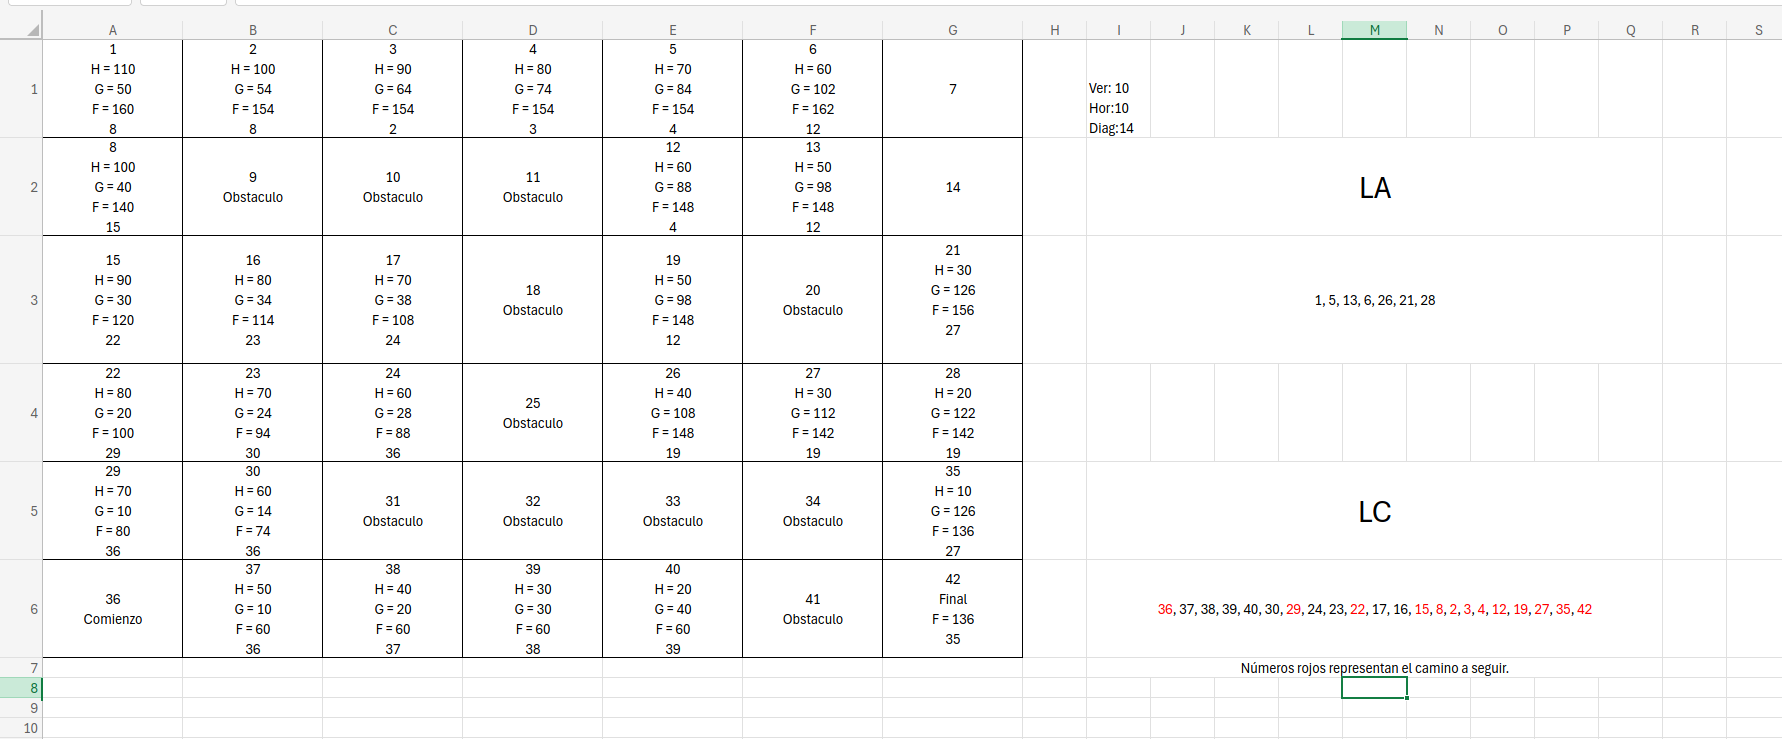 A B C D E F G H I J K L M N O P Q R S
1
1
H = 110
G = 50
F = 160
8
2
H = 100
G = 54
F = 154
8
3
H = 90
G = 64
F = 154
2
4
H = 80
G = 74
F = 154
3
5
H = 70
G = 84
F = 154
4
6
H = 60
G = 102
F = 162
12
7
Ver: 10
Hor:10
Diag:14
2
8
H = 100
G = 40
F = 140
15
9
Obstaculo
10
Obstaculo
11
Obstaculo
12
H = 60
G = 88
F = 148
4
13
H = 50
G = 98
F = 148
12
14
LA
3
15
H = 90
G = 30
F = 120
22
16
H = 80
G = 34
F = 114
23
17
H = 70
G = 38
F = 108
24
18
Obstaculo
19
H = 50
G = 98
F = 148
12
20
Obstaculo
21
H = 30
G = 126
F = 156
27
1, 5, 13, 6, 26, 21, 28
4
22
H = 80
G = 20
F = 100
29
23
H = 70
G = 24
F = 94
30
24
H = 60
G = 28
F = 88
36
25
Obstaculo
26
H = 40
G = 108
F = 148
19
27
H = 30
G = 112
F = 142
19
28
H = 20
G = 122
F = 142
19
5
29
H = 70
G = 10
F = 80
36
30
H = 60
G = 14
F = 74
36
31
Obstaculo
32
Obstaculo
33
Obstaculo
34
Obstaculo
35
H = 10
G = 126
F = 136
27
LC
6
36
Comienzo
37
H = 50
G = 10
F = 60
36
38
H = 40
G = 20
F = 60
37
39
H = 30
G = 30
F = 60
38
40
H = 20
G = 40
F = 60
39
41
Obstaculo
42
Final
F = 136
35
36, 37, 38, 39, 40, 30, 29, 24, 23, 22, 17, 16, 15, 8, 2, 3, 4, 12, 19, 27, 35, 42
7
Números rojos representan el camino a seguir.
8
9
10